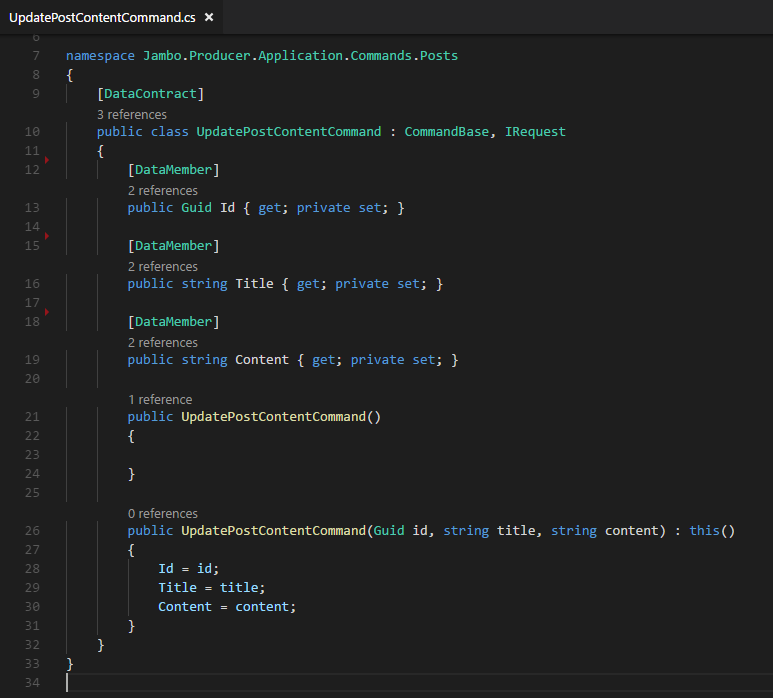 UpdatePostContentCommand.cs ×
6
7 namespace Jambo.Producer.Application.Commands.Posts
8 {
9 [DataContract]
3 references
10 public class UpdatePostContentCommand : CommandBase, IRequest
11 {
12 [DataMember]
2 references
13 public Guid Id { get; private set; }
14
15 [DataMember]
2 references
16 public string Title { get; private set; }
17
18 [DataMember]
2 references
19 public string Content { get; private set; }
20
1 reference
21 public UpdatePostContentCommand()
22 {
23
24 }
25
0 references
26 public UpdatePostContentCommand(Guid id, string title, string content) : this()
27 {
28 Id = id;
29 Title = title;
30 Content = content;
31 }
32 }
33 }
34